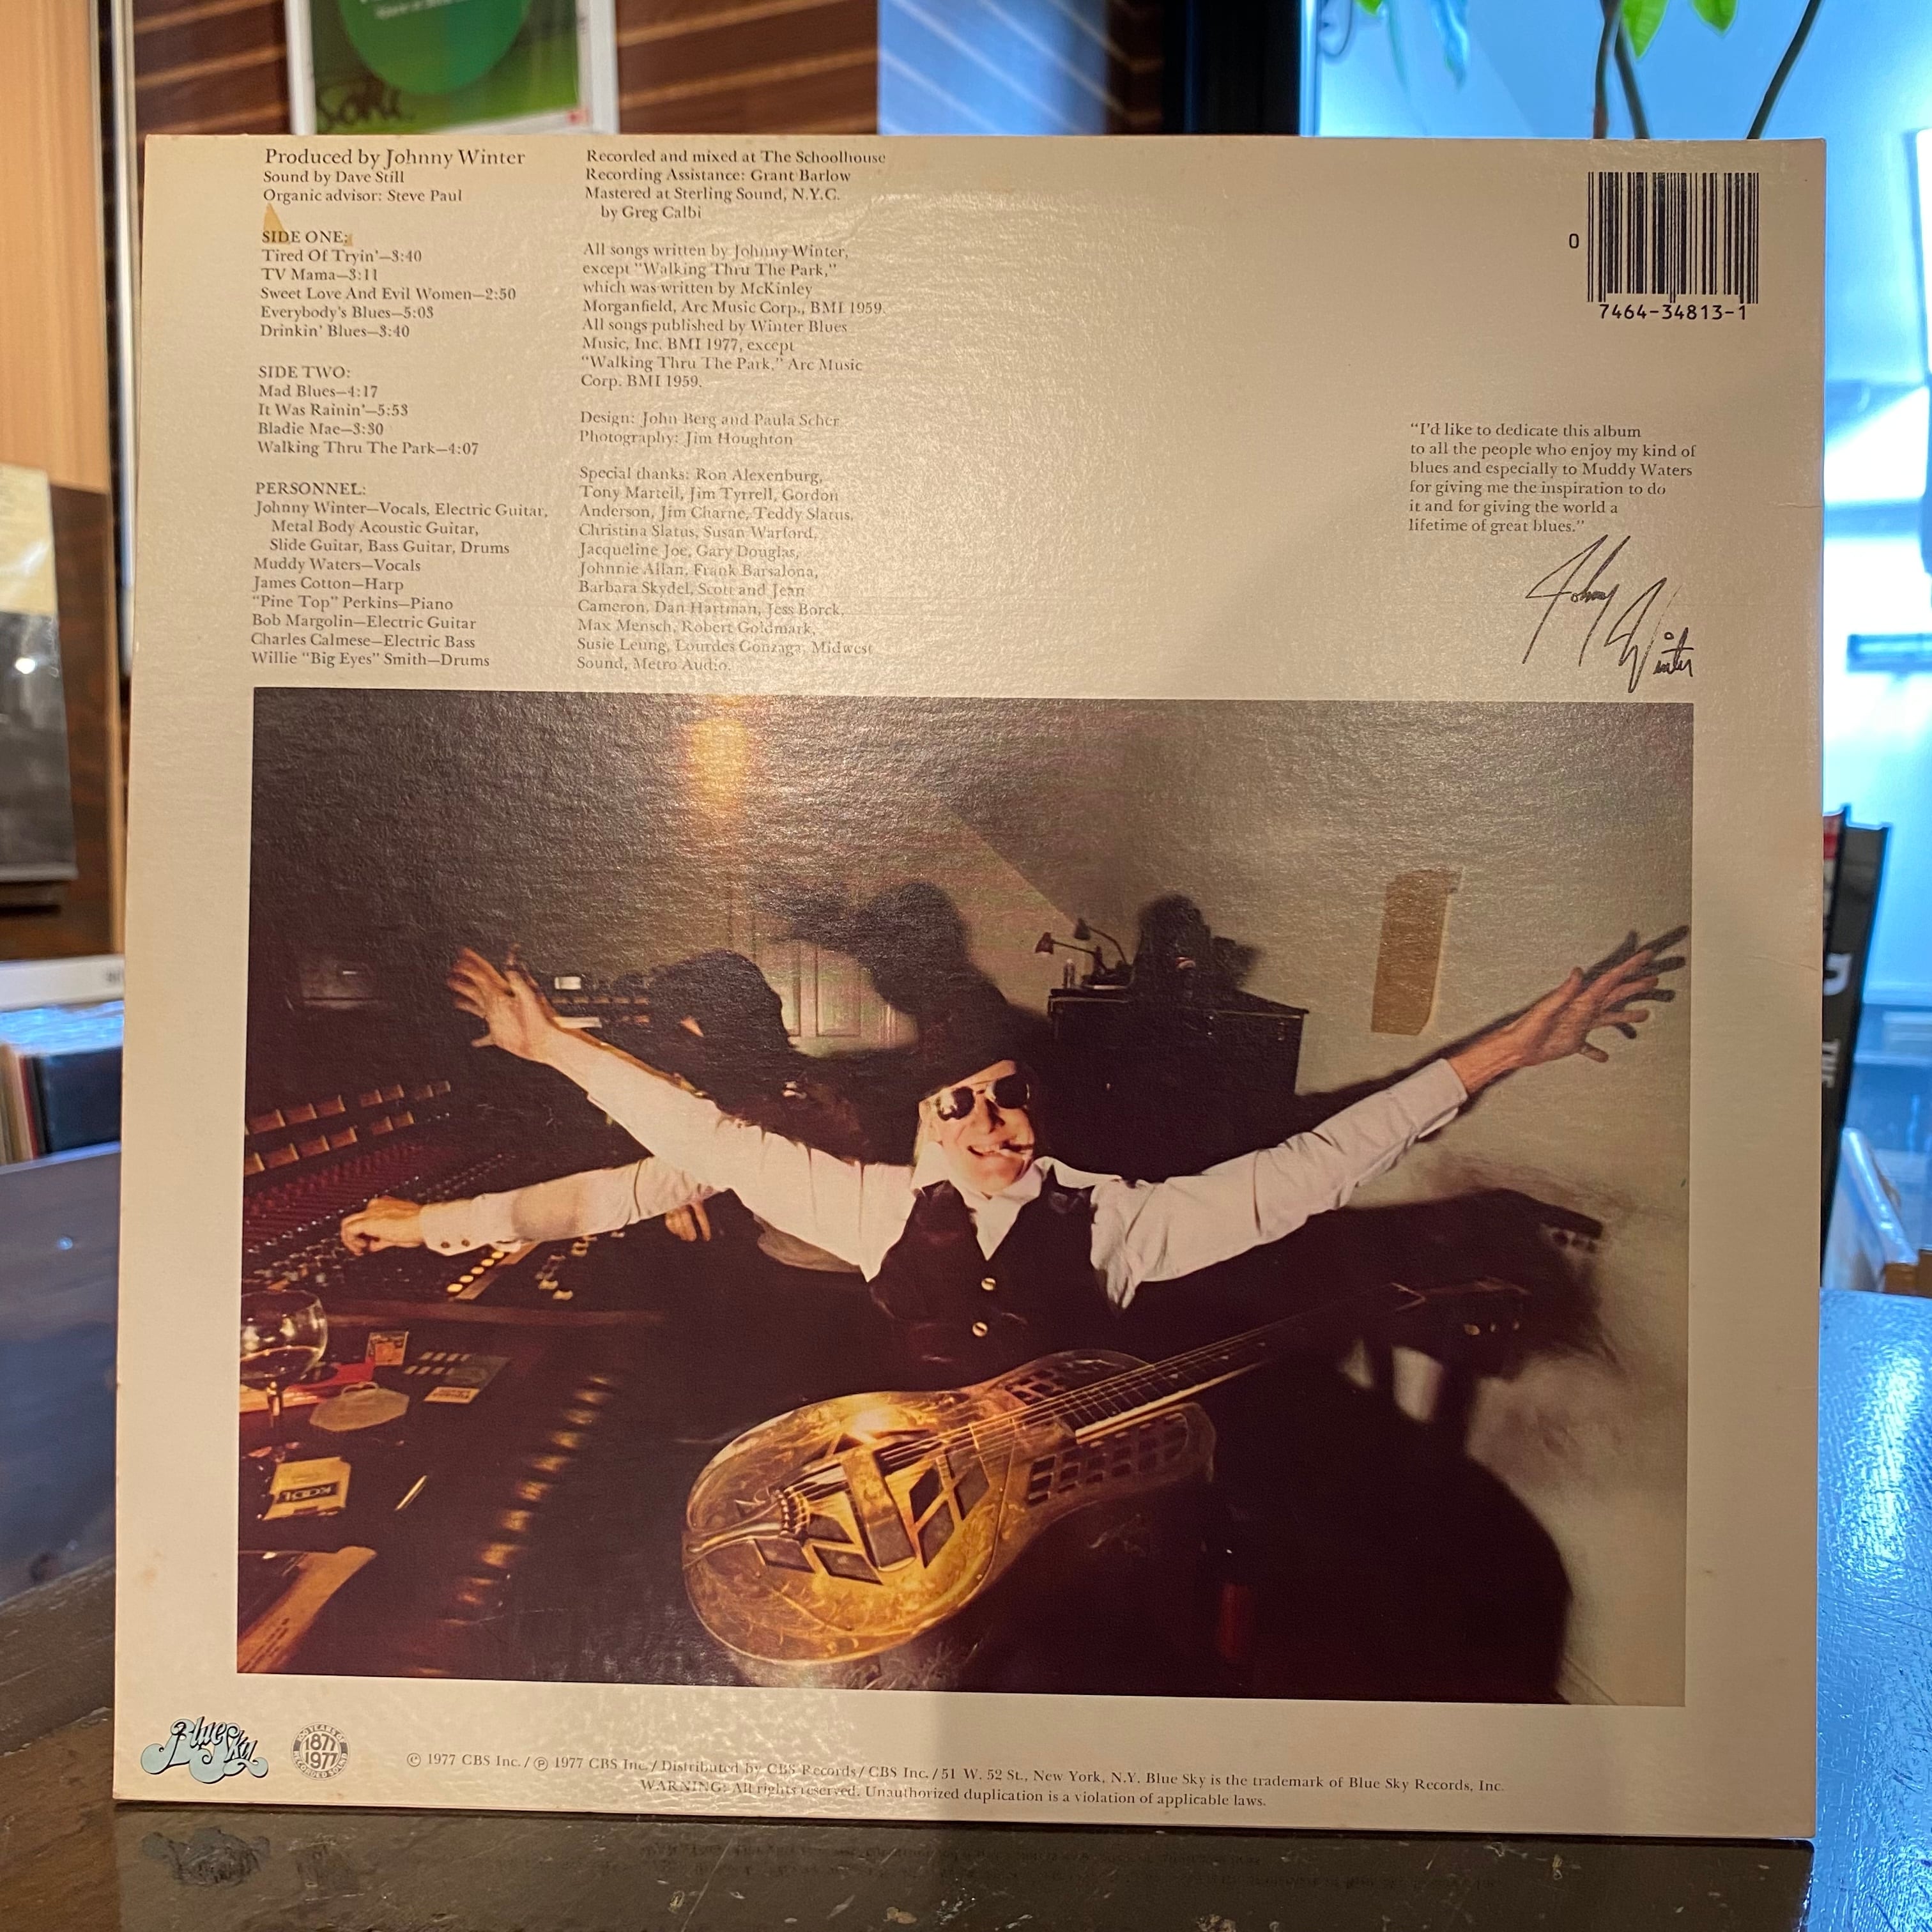 Produced by Johnny Winter
Sound by Dave Still
Organic advisor: Steve Paul
SIDE ONE:
Tired Of Tryin'—3:40
TV Mama—3:11
Sweet Love And Evil Women—2:50
Everybody's Blues—5:03
Drinkin' Blues—3:40
SIDE TWO:
Mad Blues—4:17
It Was Rainin'—5:53
Bladie Mae—3:30
Walking Thru The Park—4:07
PERSONNEL:
Johnny Winter—Vocals, Electric Guitar,
Metal Body Acoustic Guitar,
Slide Guitar, Bass Guitar, Drums
Muddy Waters—Vocals
James Cotton—Harp
"Pine Top" Perkins—Piano
Bob Margolin—Electric Guitar
Charles Calmese—Electric Bass
Willie "Big Eyes" Smith—Drums
Recorded and mixed at The Schoolhouse
Recording Assistance: Grant Barlow
Mastered at Sterling Sound, N.Y.C.
by Greg Calbi
All songs written by Johnny Winter,
except "Walking Thru The Park,"
which was written by McKinley
Morganfield, Arc Music Corp., BMI 1959.
All songs published by Winter Blues
Music, Inc. BMI 1977, except
"Walking Thru The Park," Arc Music
Corp. BMI 1959.
Design: John Berg and Paula Scher
Photography: Jim Houghton
Special thanks: Ron Alexenburg,
Tony Martell, Jim Tyrrell, Gordon
Anderson, Jim Charne, Teddy Slatus,
Christina Slatus, Susan Warford,
Jacqueline Joe, Gary Douglas,
Johnnie Allan, Frank Barsalona,
Barbara Skydel, Scott and Jean
Cameron, Dan Hartman, Jess Borck,
Max Mensch, Robert Goldmark,
Susie Leung, Lourdes Gonzaga, Midwest
Sound, Metro Audio.
0
7464-34813-1
"I'd like to dedicate this album
to all the people who enjoy my kind of
blues and especially to Muddy Waters
for giving me the inspiration to do
it and for giving the world a
lifetime of great blues."
Johnny Winter
KOOL
Blue Sky
100 YEARS OF
1877
1977
RECORDED SOUND
© 1977 CBS Inc. / ℗ 1977 CBS Inc. / Distributed by CBS Records / CBS Inc. / 51 W. 52 St., New York, N.Y. Blue Sky is the trademark of Blue Sky Records, Inc.
WARNING: All rights reserved. Unauthorized duplication is a violation of applicable laws.